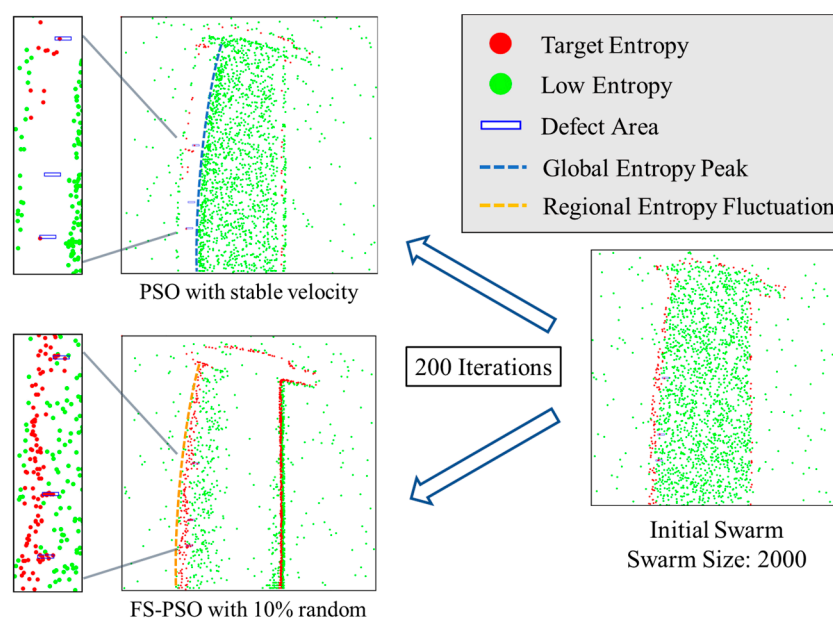 Target Entropy
Low Entropy
Defect Area
Global Entropy Peak
Regional Entropy Fluctuation
PSO with stable velocity
200 Iterations
Initial Swarm
Swarm Size: 2000
FS-PSO with 10% random